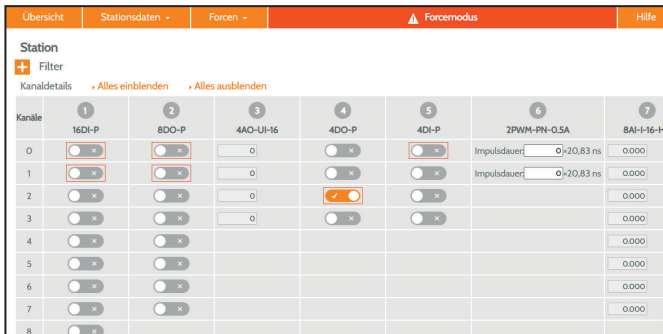 Übersicht Stationsdaten Forcen Forcemodus Hilfe
Station
Filter
Kanaldetails Alles einblenden Alles ausblenden
Kanäle 1 2 3 4 5 6 7
16DI-P 8DO-P 4AO-UI-16 4DO-P 4DI-P 2PWM-PN-0.5A 8AI-I-16-H
0 0 Impulsdauer: 0 ×20,83 ns 0.000
1 0 Impulsdauer: 0 ×20,83 ns 0.000
2 0 0.000
3 0 0.000
4 0.000
5 0.000
6 0.000
7 0.000
8